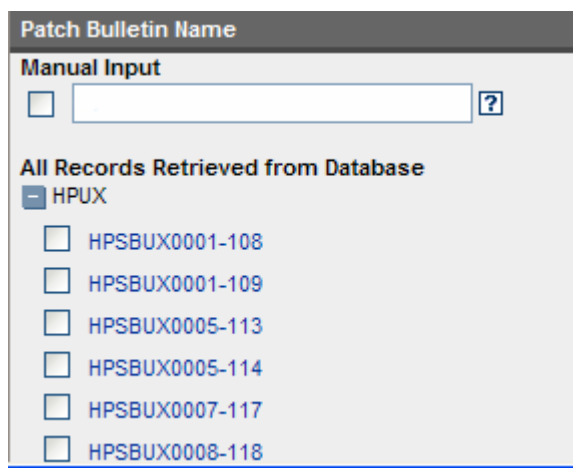 Patch Bulletin Name
Manual Input
?
All Records Retrieved from Database
HPUX
HPSBUX0001-108
HPSBUX0001-109
HPSBUX0005-113
HPSBUX0005-114
HPSBUX0007-117
HPSBUX0008-118